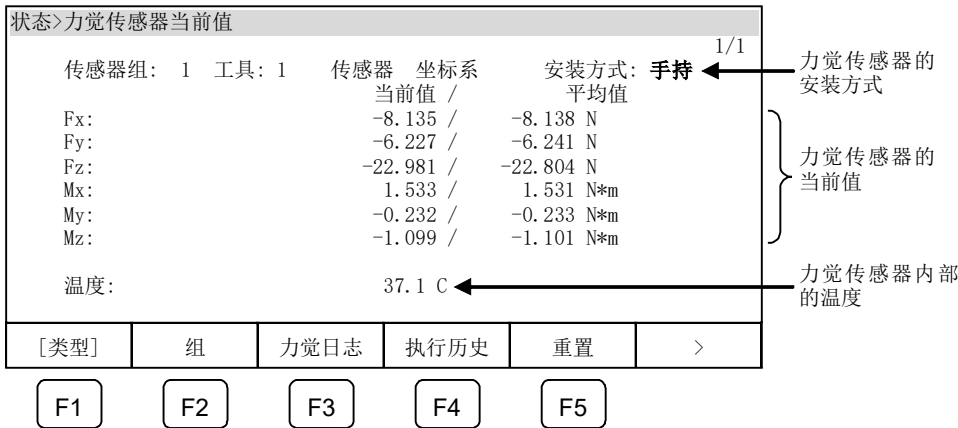 状态>力觉传感器当前值
1/1
传感器组: 1 工具: 1 传感器 坐标系 安装方式: 手持
当前值 / 平均值
Fx: -8.135 / -8.138 N
Fy: -6.227 / -6.241 N
Fz: -22.981 / -22.804 N
Mx: 1.533 / 1.531 N*m
My: -0.232 / -0.233 N*m
Mz: -1.099 / -1.101 N*m
温度: 37.1 C
[类型] 组 力觉日志 执行历史 重置 >
F1 F2 F3 F4 F5
力觉传感器的
安装方式
力觉传感器的
当前值
力觉传感器内部
的温度